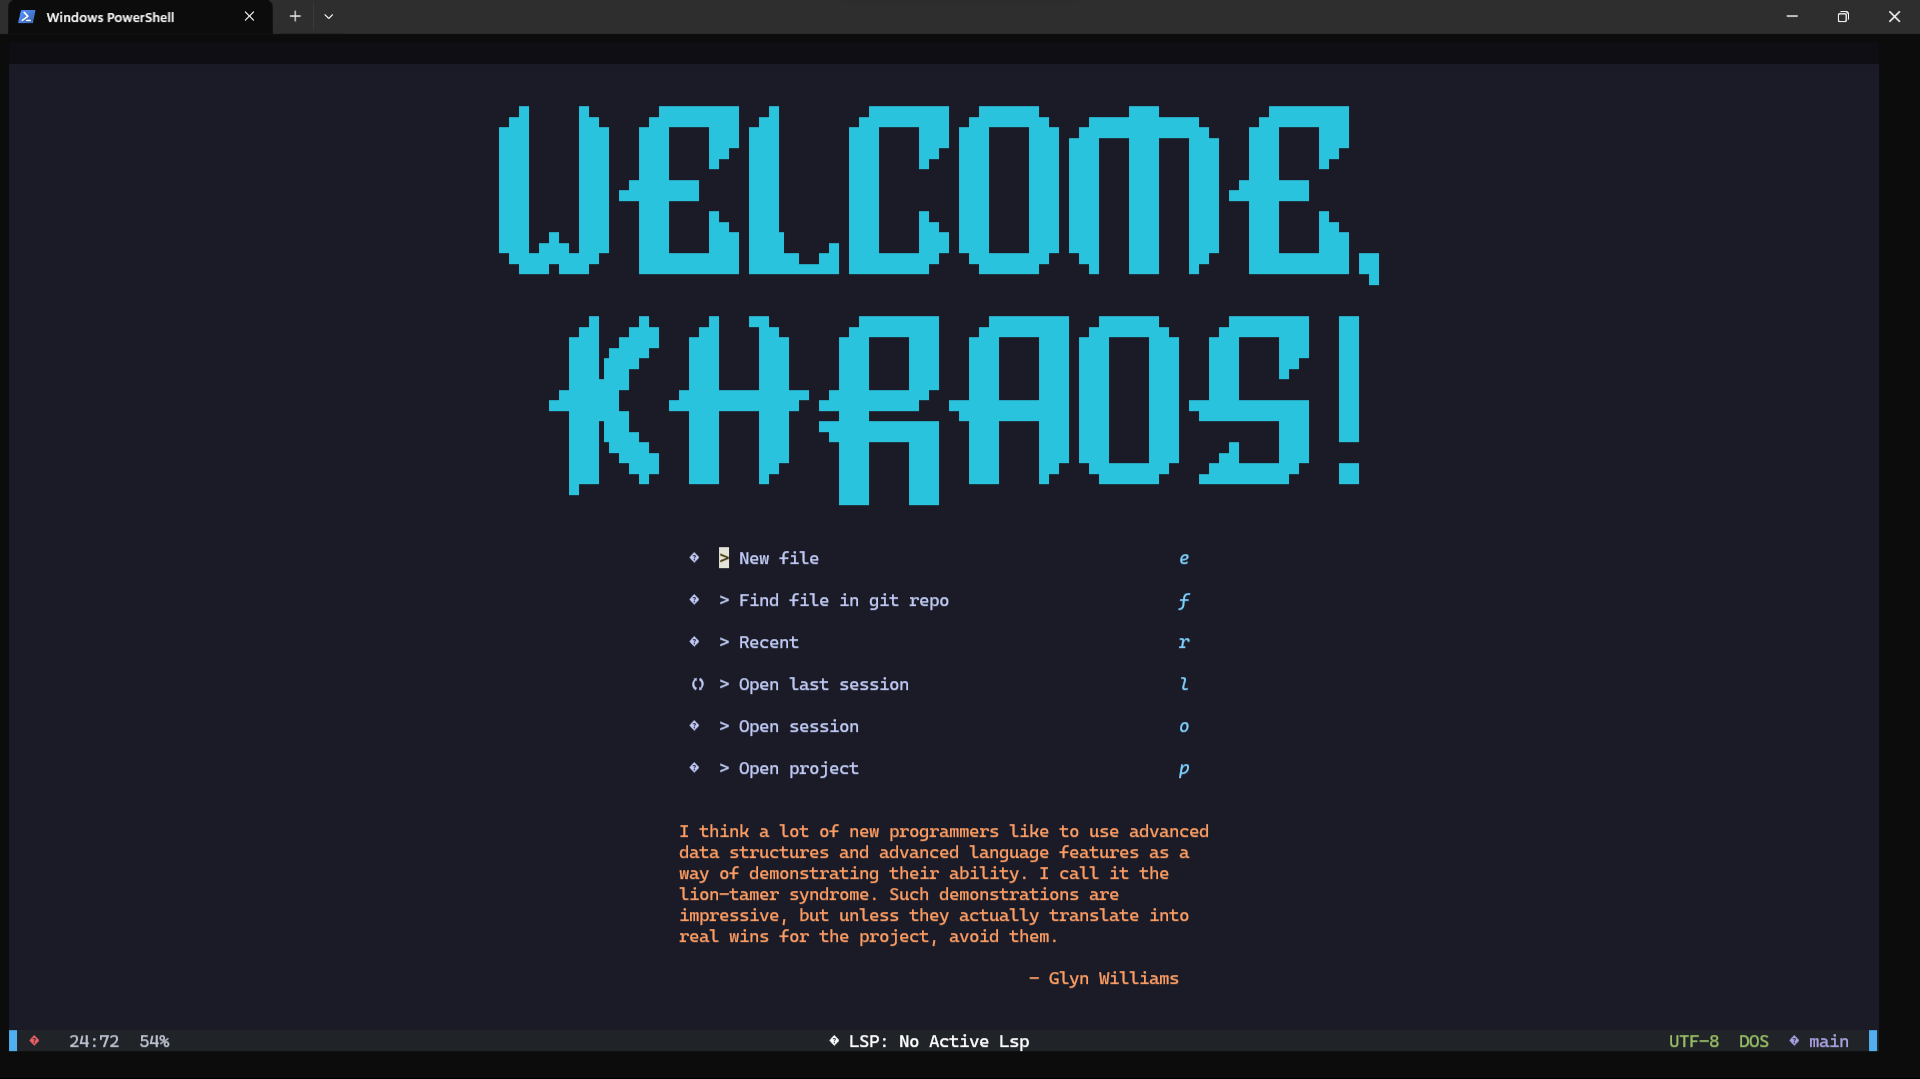 Windows PowerShell
WELCOME,
KHRAOS!
> New file e
> Find file in git repo f
> Recent r
> Open last session l
> Open session o
> Open project p
I think a lot of new programmers like to use advanced
data structures and advanced language features as a
way of demonstrating their ability. I call it the
lion-tamer syndrome. Such demonstrations are
impressive, but unless they actually translate into
real wins for the project, avoid them.
- Glyn Williams
24:72 54% LSP: No Active Lsp UTF-8 DOS main